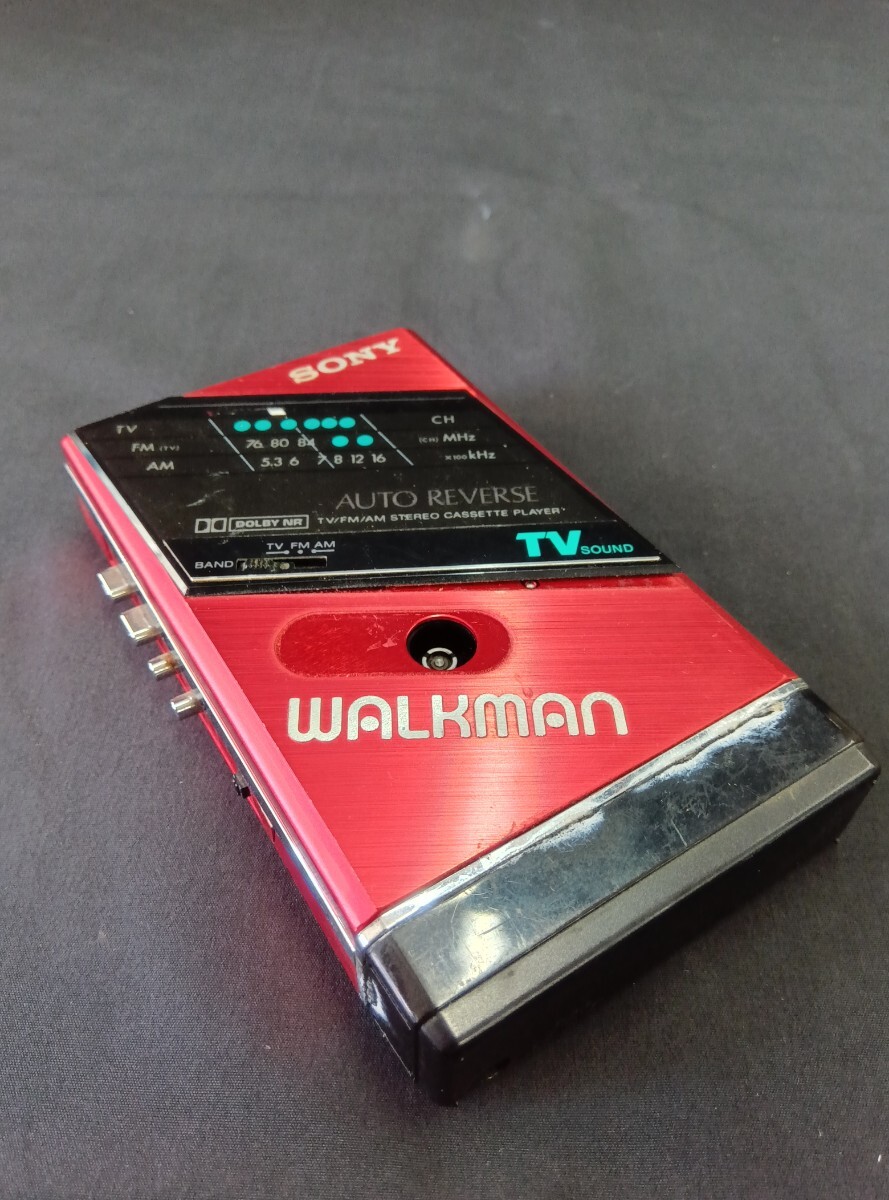 SONY
TV CH
FM (TV) 76 80 84 (CH) MHz
AM 5.3 6 7 8 12 16 ×100 kHz
AUTO REVERSE
DOLBY NR TV/FM/AM STEREO CASSETTE PLAYER
TV SOUND
TV FM AM
BAND
WALKMAN